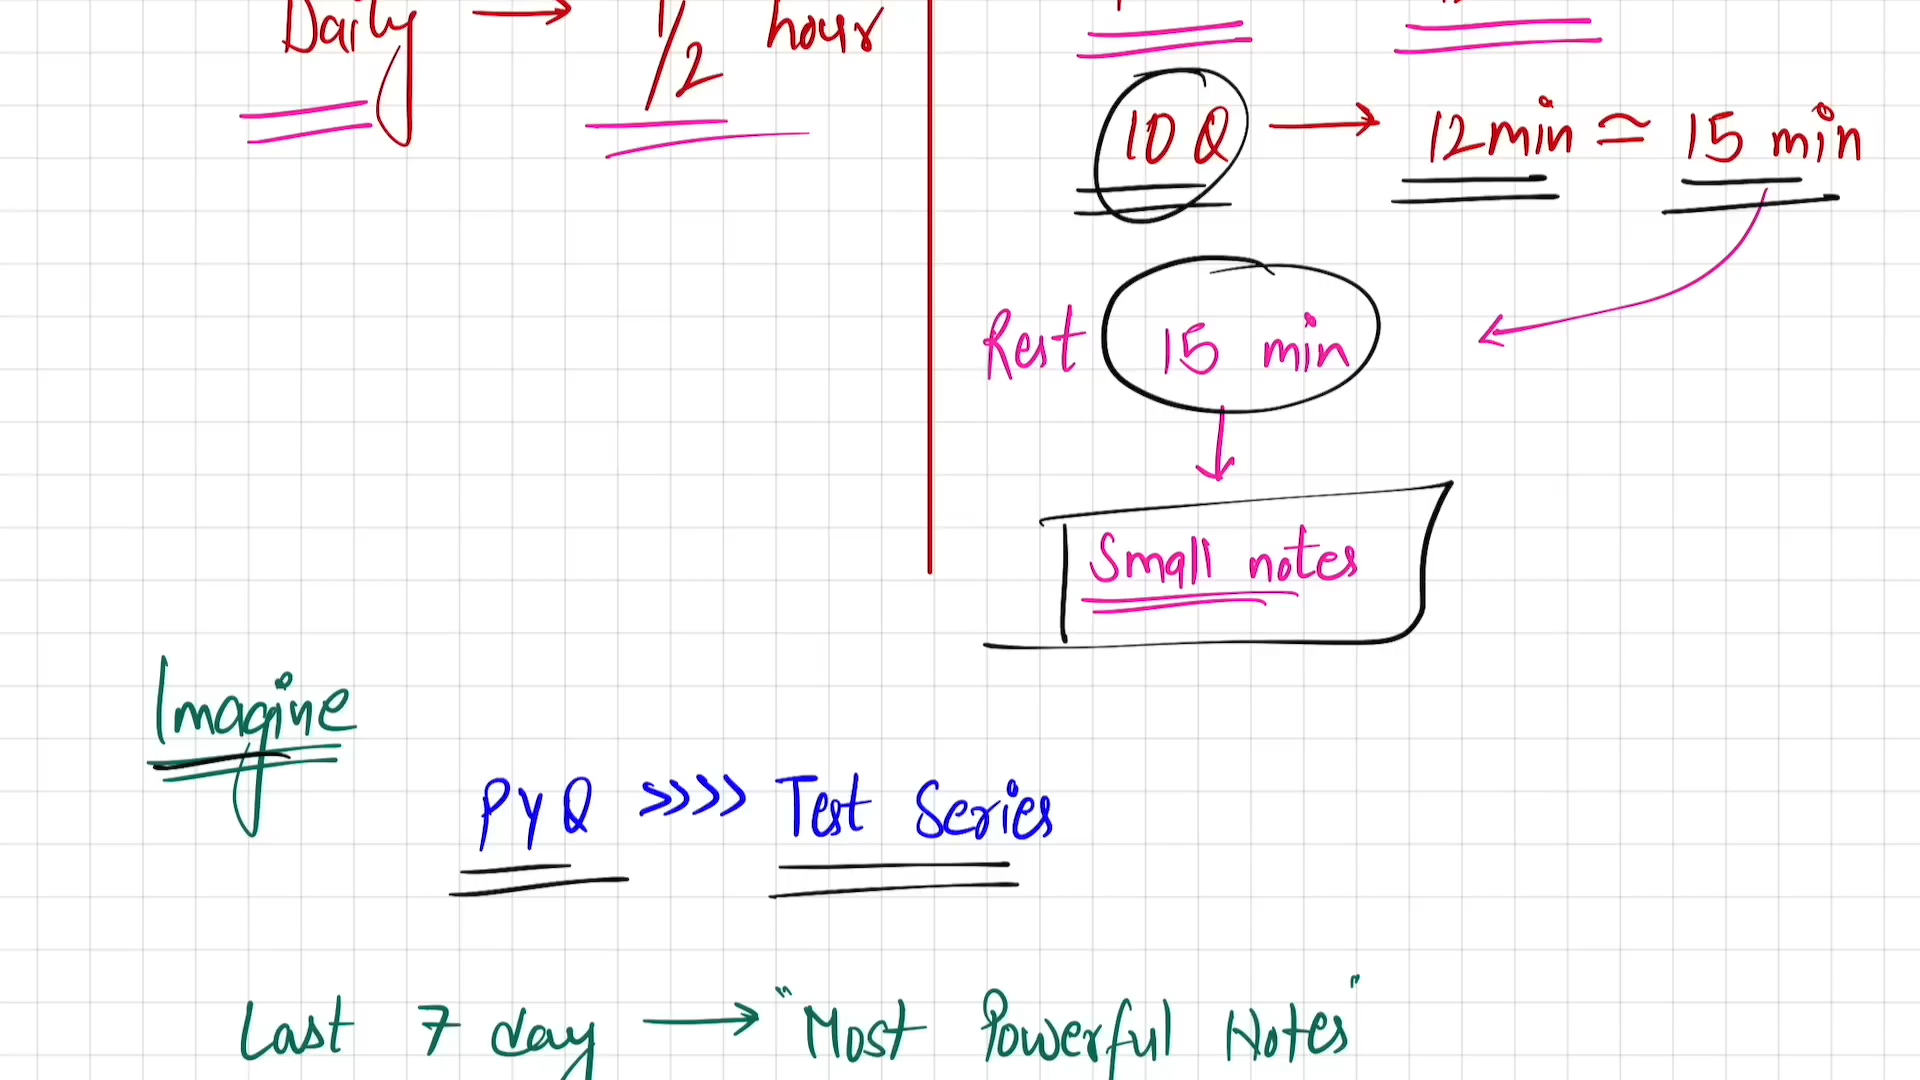 Daily → 1/2 hour
10 Q → 12 min ≃ 15 min
Rest 15 min
Small notes
Imagine
PYQ >>>> Test Series
Last 7 day → "Most Powerful Notes"